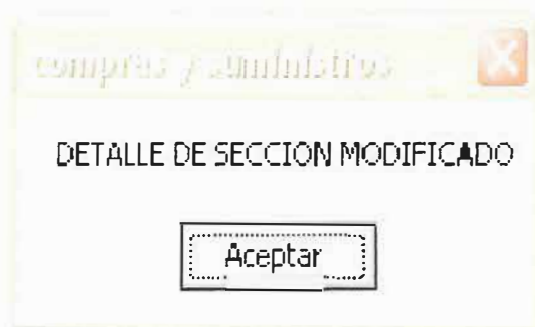 compras y suministros
DETALLE DE SECCION MODIFICADO
Aceptar